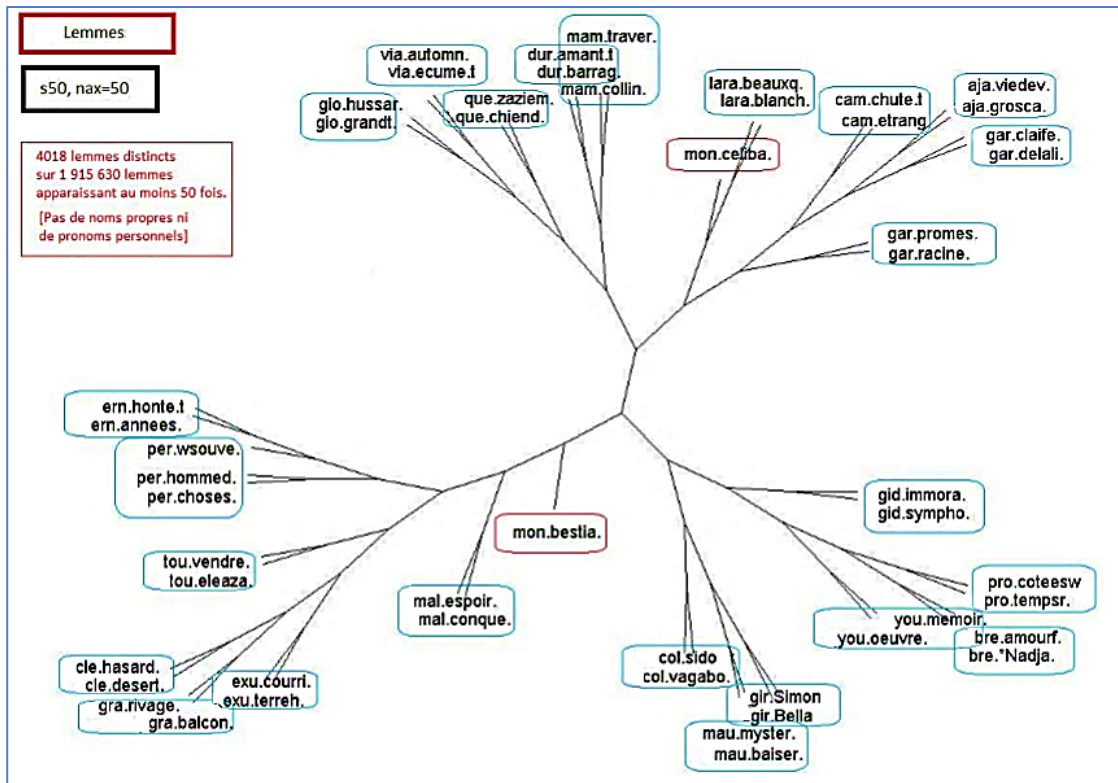 Lemmes
s50, nax=50
4018 lemmes distincts
sur 1 915 630 lemmes
apparaissant au moins 50 fois.
[Pas de noms propres ni
de pronoms personnels]
mam.traver.
via.automn.
via.ecume.t
dur.amant.t
dur.barrag.
mam.collin.
gio.hussar.
gio.grandt.
que.zaziem.
que.chiend.
lara.beauxq.
lara.blanch.
mon.celiba.
cam.chute.t
cam.etrang
aja.viedev.
aja.grosca.
gar.claife.
gar.delali.
gar.promes.
gar.racine.
ern.honte.t
ern.annees.
per.wsouve.
per.hommed.
per.choses.
tou.vendre.
tou.eleaza.
cle.hasard.
cle.desert.
gra.rivage.
gra.balcon.
exu.courri.
exu.terreh.
mal.espoir.
mal.conque.
mon.bestia.
gid.immora.
gid.sympho.
pro.coteesw
pro.tempsr.
you.memoir.
you.oeuvre.
bre.amourf.
bre.*Nadja.
col.sido
col.vagabo.
gir.Simon
gir.Bella
mau.myster.
mau.baiser.